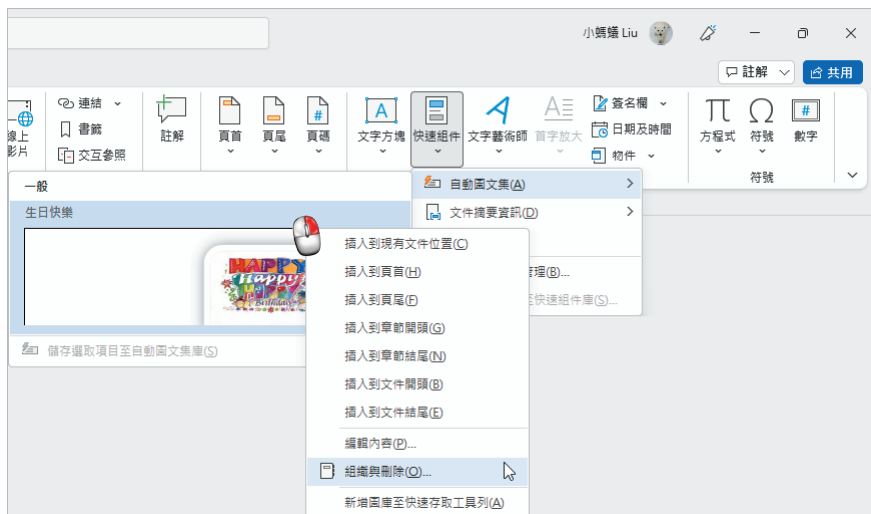 小螞蟻 Liu
註解
共用
線上
影片
連結
書籤
交互參照
註解
頁首
頁尾
#
頁碼
A
文字方塊
快速組件
文字藝術師
首字放大
簽名欄
日期及時間
物件
方程式
符號
#
數字
符號
一般
生日快樂
HAPPY
Happy
Birthday
儲存選取項目至自動圖文集庫(S)
自動圖文集(A)
文件摘要資訊(D)
管理(B)...
至快速組件庫(S)...
插入到現有文件位置(C)
插入到頁首(H)
插入到頁尾(F)
插入到章節開頭(G)
插入到章節結尾(N)
插入到文件開頭(B)
插入到文件結尾(E)
編輯內容(P)...
組織與刪除(O)...
新增圖庫至快速存取工具列(A)